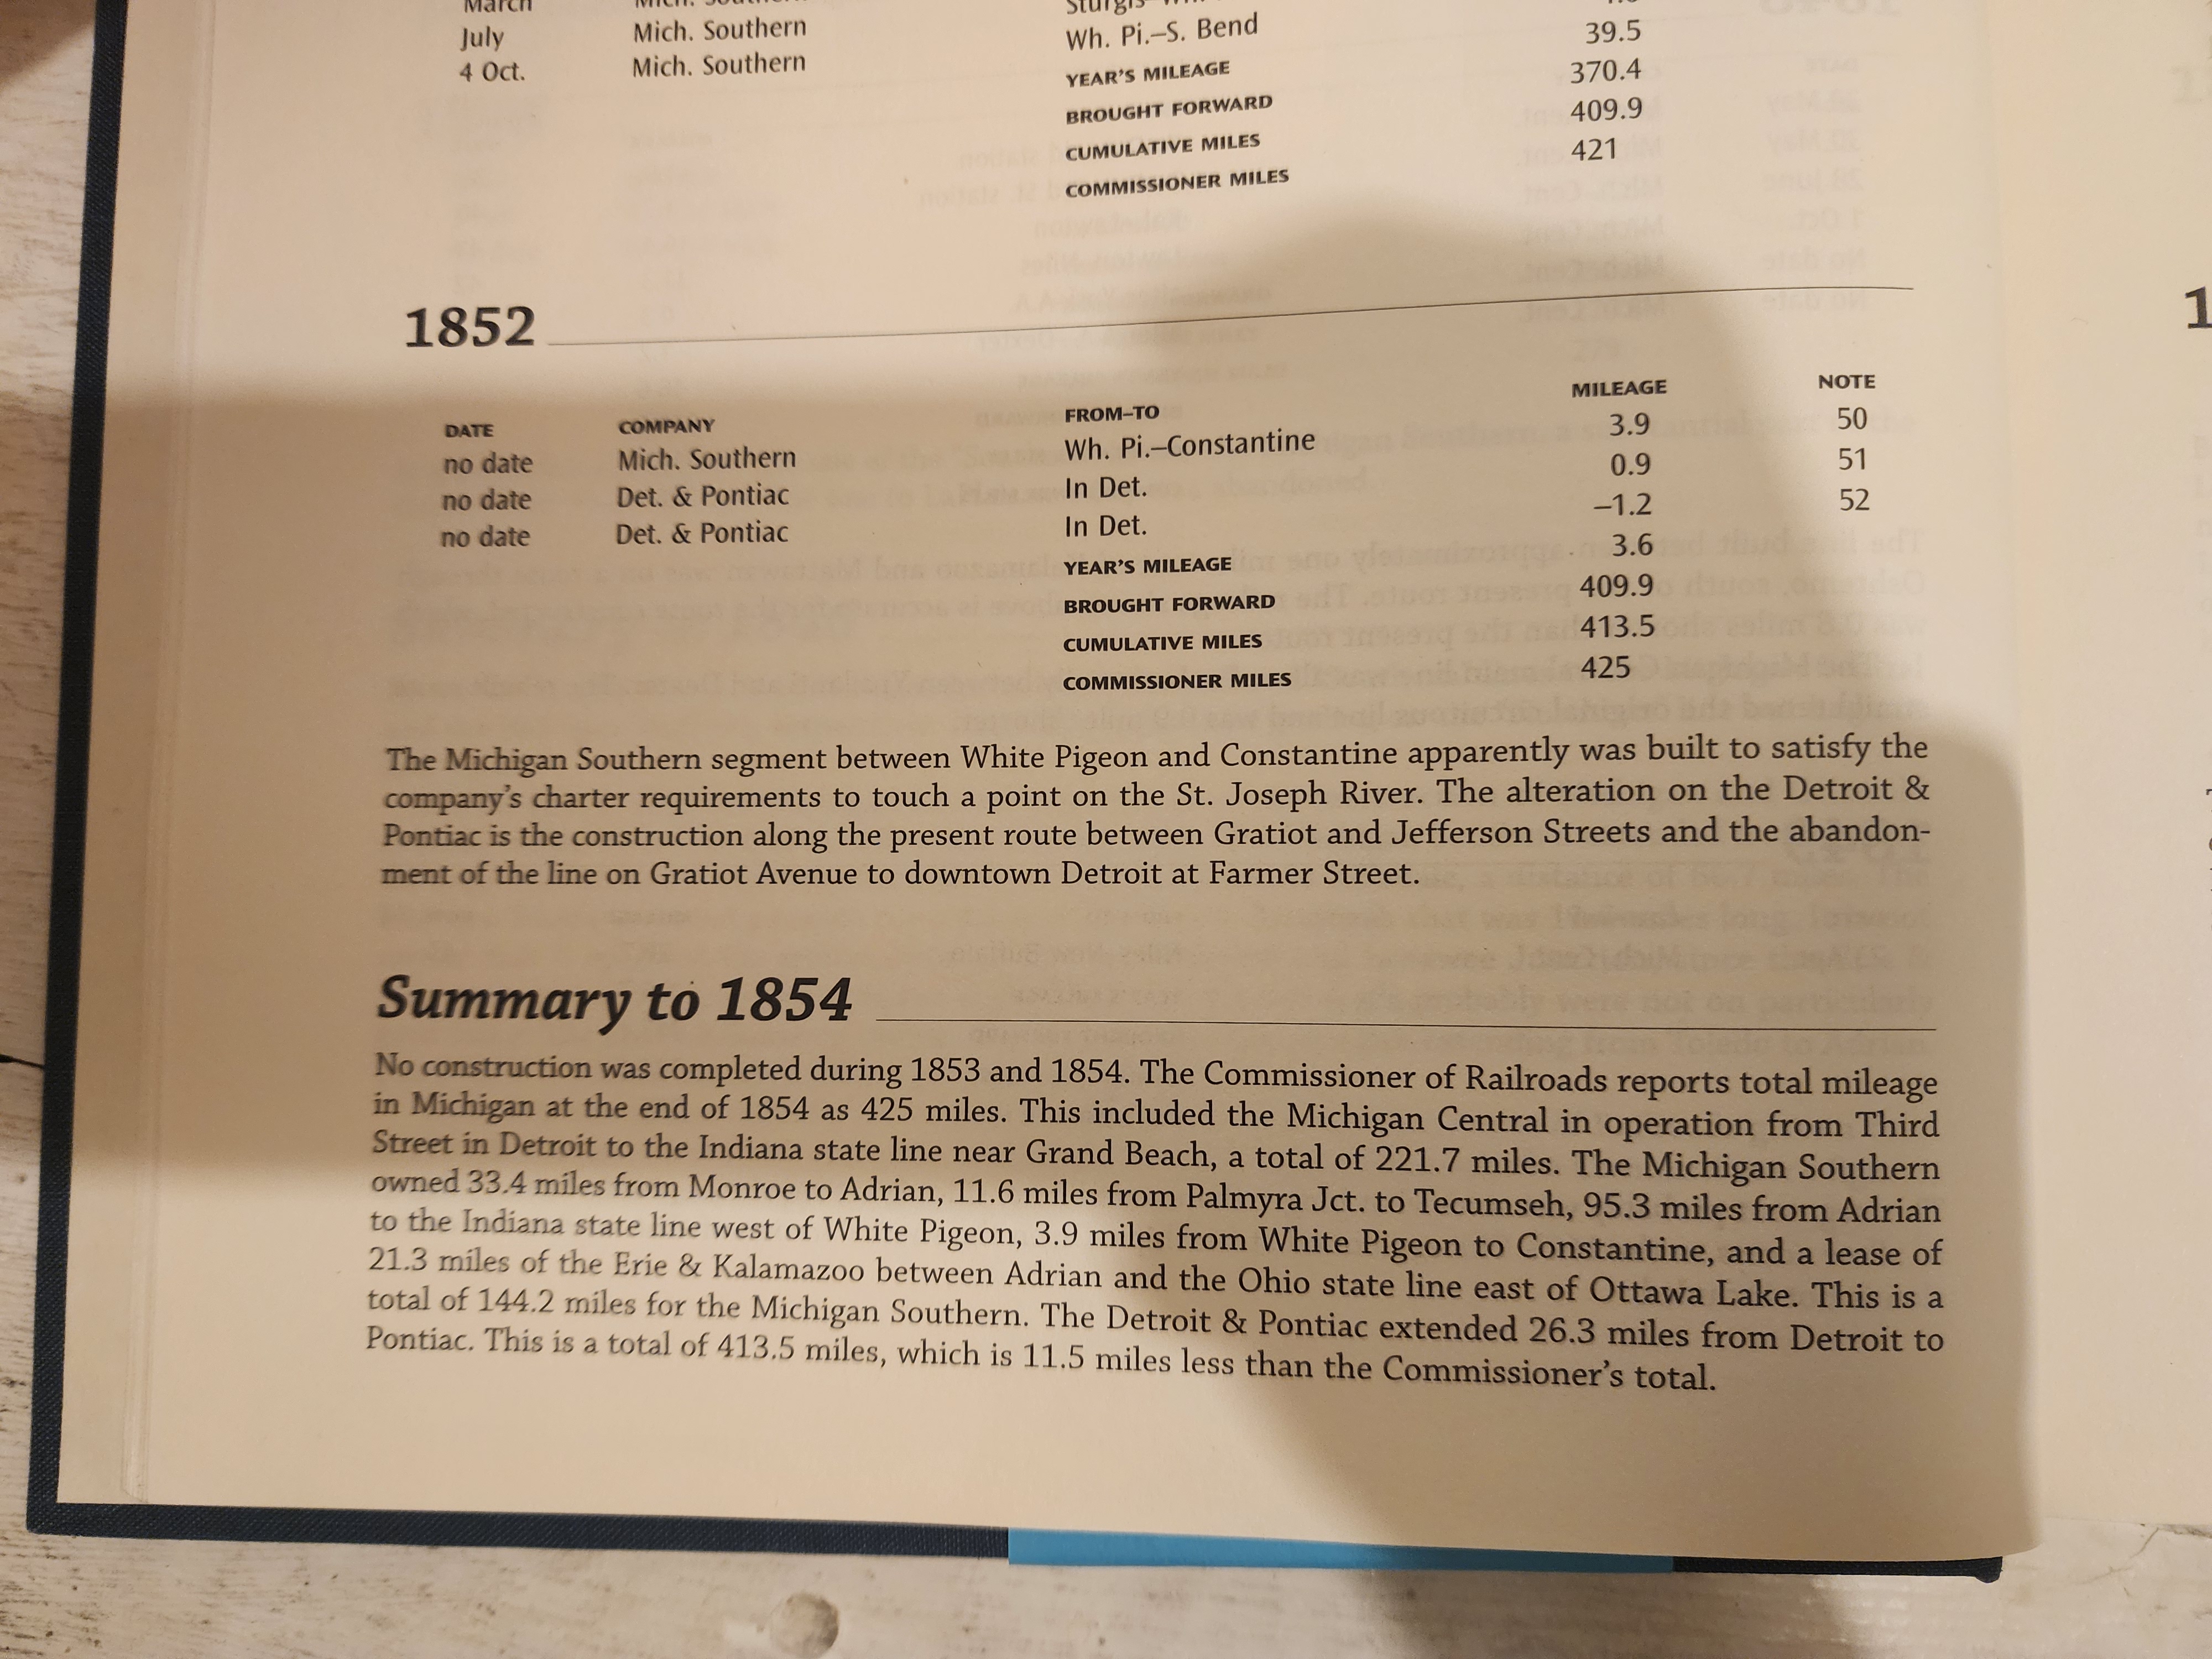 March Mich. Southern
July Mich. Southern Wh. Pi.–S. Bend
4 Oct. Mich. Southern
YEAR'S MILEAGE 39.5
BROUGHT FORWARD 370.4
CUMULATIVE MILES 409.9
COMMISSIONER MILES 421
1852
DATE COMPANY FROM–TO MILEAGE NOTE
no date Mich. Southern Wh. Pi.–Constantine 3.9 50
no date Det. & Pontiac In Det. 0.9 51
no date Det. & Pontiac In Det. –1.2 52
YEAR'S MILEAGE 3.6
BROUGHT FORWARD 409.9
CUMULATIVE MILES 413.5
COMMISSIONER MILES 425
The Michigan Southern segment between White Pigeon and Constantine apparently was built to satisfy the
company's charter requirements to touch a point on the St. Joseph River. The alteration on the Detroit &
Pontiac is the construction along the present route between Gratiot and Jefferson Streets and the abandon-
ment of the line on Gratiot Avenue to downtown Detroit at Farmer Street.
Summary to 1854
No construction was completed during 1853 and 1854. The Commissioner of Railroads reports total mileage
in Michigan at the end of 1854 as 425 miles. This included the Michigan Central in operation from Third
Street in Detroit to the Indiana state line near Grand Beach, a total of 221.7 miles. The Michigan Southern
owned 33.4 miles from Monroe to Adrian, 11.6 miles from Palmyra Jct. to Tecumseh, 95.3 miles from Adrian
to the Indiana state line west of White Pigeon, 3.9 miles from White Pigeon to Constantine, and a lease of
21.3 miles of the Erie & Kalamazoo between Adrian and the Ohio state line east of Ottawa Lake. This is a
total of 144.2 miles for the Michigan Southern. The Detroit & Pontiac extended 26.3 miles from Detroit to
Pontiac. This is a total of 413.5 miles, which is 11.5 miles less than the Commissioner's total.